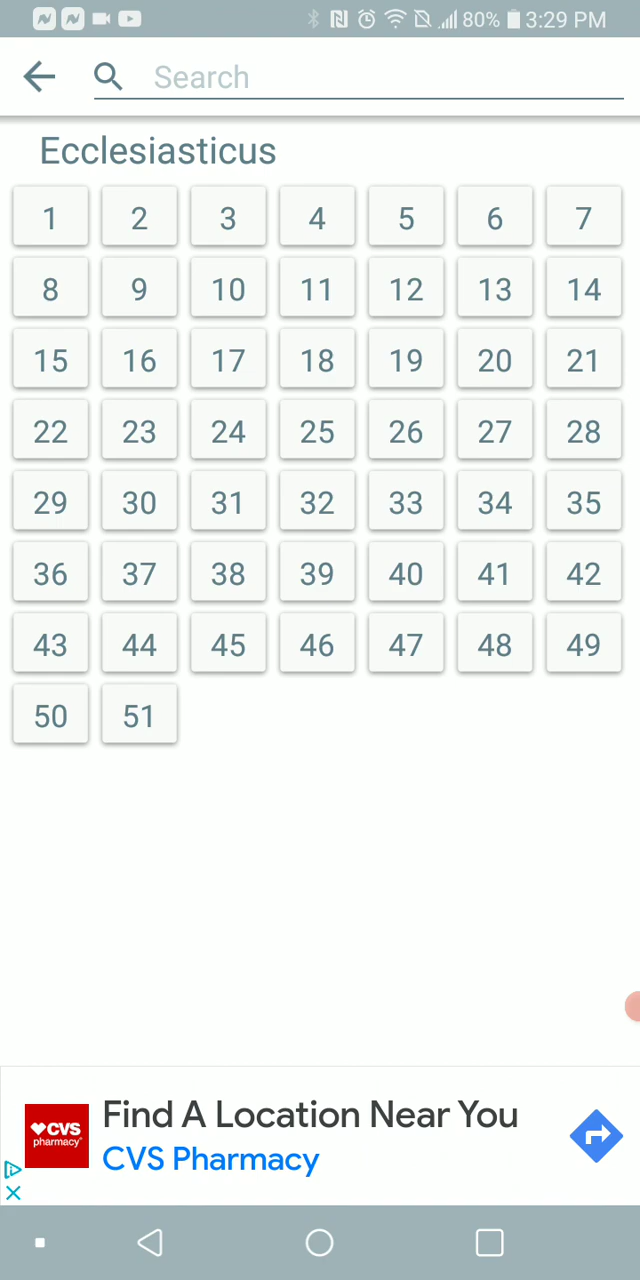 80% 3:29 PM
Search
Ecclesiasticus
1 2 3 4 5 6 7
8 9 10 11 12 13 14
15 16 17 18 19 20 21
22 23 24 25 26 27 28
29 30 31 32 33 34 35
36 37 38 39 40 41 42
43 44 45 46 47 48 49
50 51
Find A Location Near You
CVS pharmacy
CVS Pharmacy